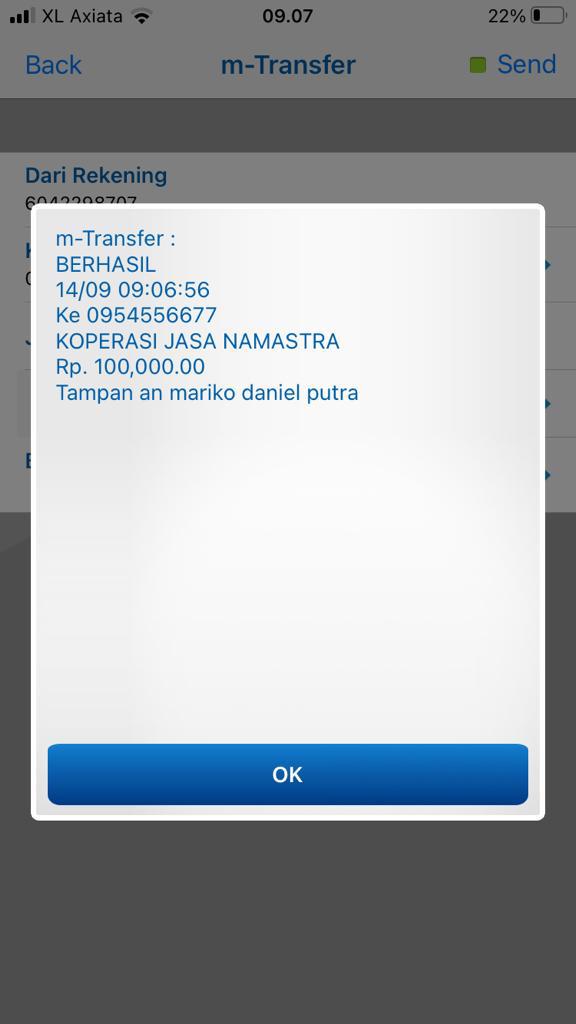 XL Axiata 09.07 22%
Back m-Transfer Send
Dari Rekening
6042298707
m-Transfer :
BERHASIL
14/09 09:06:56
Ke 0954556677
KOPERASI JASA NAMASTRA
Rp. 100,000.00
Tampan an mariko daniel putra
OK